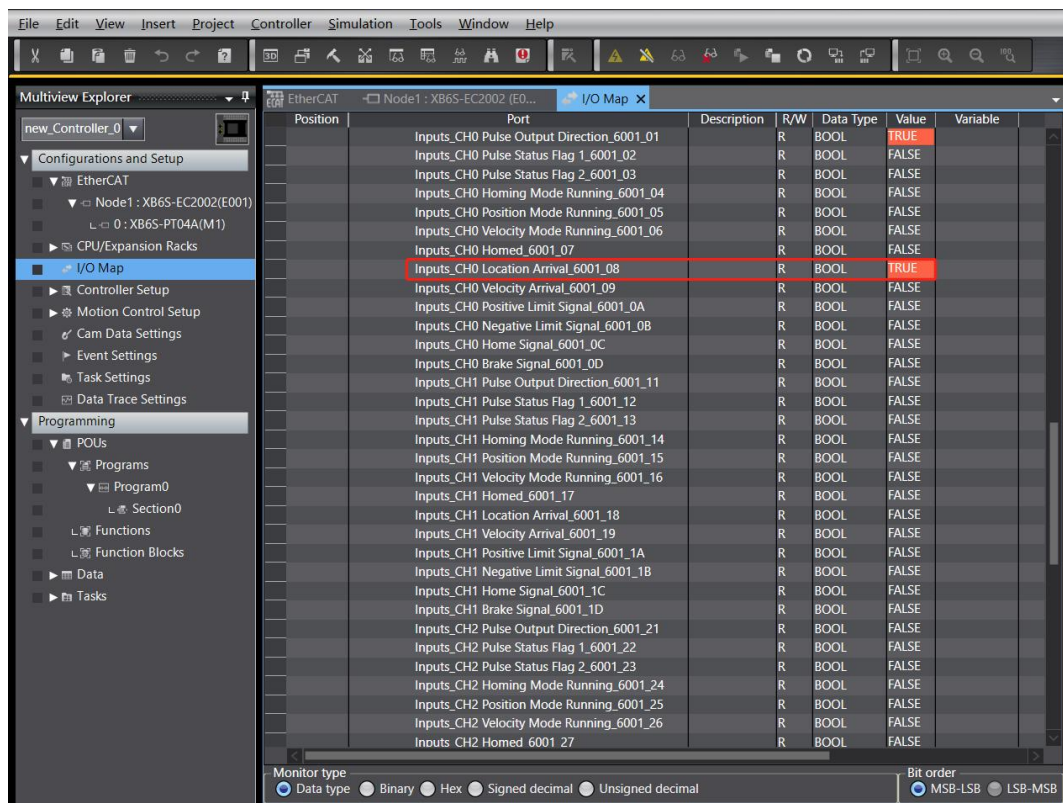 File Edit View Insert Project Controller Simulation Tools Window Help
Multiview Explorer
new_Controller_0
Configurations and Setup
EtherCAT
Node1 : XB6S-EC2002(E001)
0 : XB6S-PT04A(M1)
CPU/Expansion Racks
I/O Map
Controller Setup
Motion Control Setup
Cam Data Settings
Event Settings
Task Settings
Data Trace Settings
Programming
POUs
Programs
Program0
Section0
Functions
Function Blocks
Data
Tasks
EtherCAT Node1 : XB6S-EC2002 (E0... I/O Map
Position Port Description R/W Data Type Value Variable
Inputs_CH0 Pulse Output Direction_6001_01 R BOOL TRUE
Inputs_CH0 Pulse Status Flag 1_6001_02 R BOOL FALSE
Inputs_CH0 Pulse Status Flag 2_6001_03 R BOOL FALSE
Inputs_CH0 Homing Mode Running_6001_04 R BOOL FALSE
Inputs_CH0 Position Mode Running_6001_05 R BOOL FALSE
Inputs_CH0 Velocity Mode Running_6001_06 R BOOL FALSE
Inputs_CH0 Homed_6001_07 R BOOL FALSE
Inputs_CH0 Location Arrival_6001_08 R BOOL TRUE
Inputs_CH0 Velocity Arrival_6001_09 R BOOL FALSE
Inputs_CH0 Positive Limit Signal_6001_0A R BOOL FALSE
Inputs_CH0 Negative Limit Signal_6001_0B R BOOL FALSE
Inputs_CH0 Home Signal_6001_0C R BOOL FALSE
Inputs_CH0 Brake Signal_6001_0D R BOOL FALSE
Inputs_CH1 Pulse Output Direction_6001_11 R BOOL FALSE
Inputs_CH1 Pulse Status Flag 1_6001_12 R BOOL FALSE
Inputs_CH1 Pulse Status Flag 2_6001_13 R BOOL FALSE
Inputs_CH1 Homing Mode Running_6001_14 R BOOL FALSE
Inputs_CH1 Position Mode Running_6001_15 R BOOL FALSE
Inputs_CH1 Velocity Mode Running_6001_16 R BOOL FALSE
Inputs_CH1 Homed_6001_17 R BOOL FALSE
Inputs_CH1 Location Arrival_6001_18 R BOOL FALSE
Inputs_CH1 Velocity Arrival_6001_19 R BOOL FALSE
Inputs_CH1 Positive Limit Signal_6001_1A R BOOL FALSE
Inputs_CH1 Negative Limit Signal_6001_1B R BOOL FALSE
Inputs_CH1 Home Signal_6001_1C R BOOL FALSE
Inputs_CH1 Brake Signal_6001_1D R BOOL FALSE
Inputs_CH2 Pulse Output Direction_6001_21 R BOOL FALSE
Inputs_CH2 Pulse Status Flag 1_6001_22 R BOOL FALSE
Inputs_CH2 Pulse Status Flag 2_6001_23 R BOOL FALSE
Inputs_CH2 Homing Mode Running_6001_24 R BOOL FALSE
Inputs_CH2 Position Mode Running_6001_25 R BOOL FALSE
Inputs_CH2 Velocity Mode Running_6001_26 R BOOL FALSE
Inputs_CH2 Homed_6001_27 R BOOL FALSE
Monitor type Bit order
Data type Binary Hex Signed decimal Unsigned decimal MSB-LSB LSB-MSB